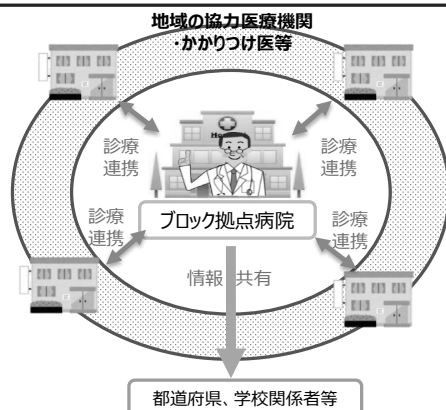 地域の協力医療機関
・かかりつけ医等
診療
連携
診療
連携
ブロック拠点病院
診療
連携
診療
連携
情報 共有
都道府県、学校関係者等